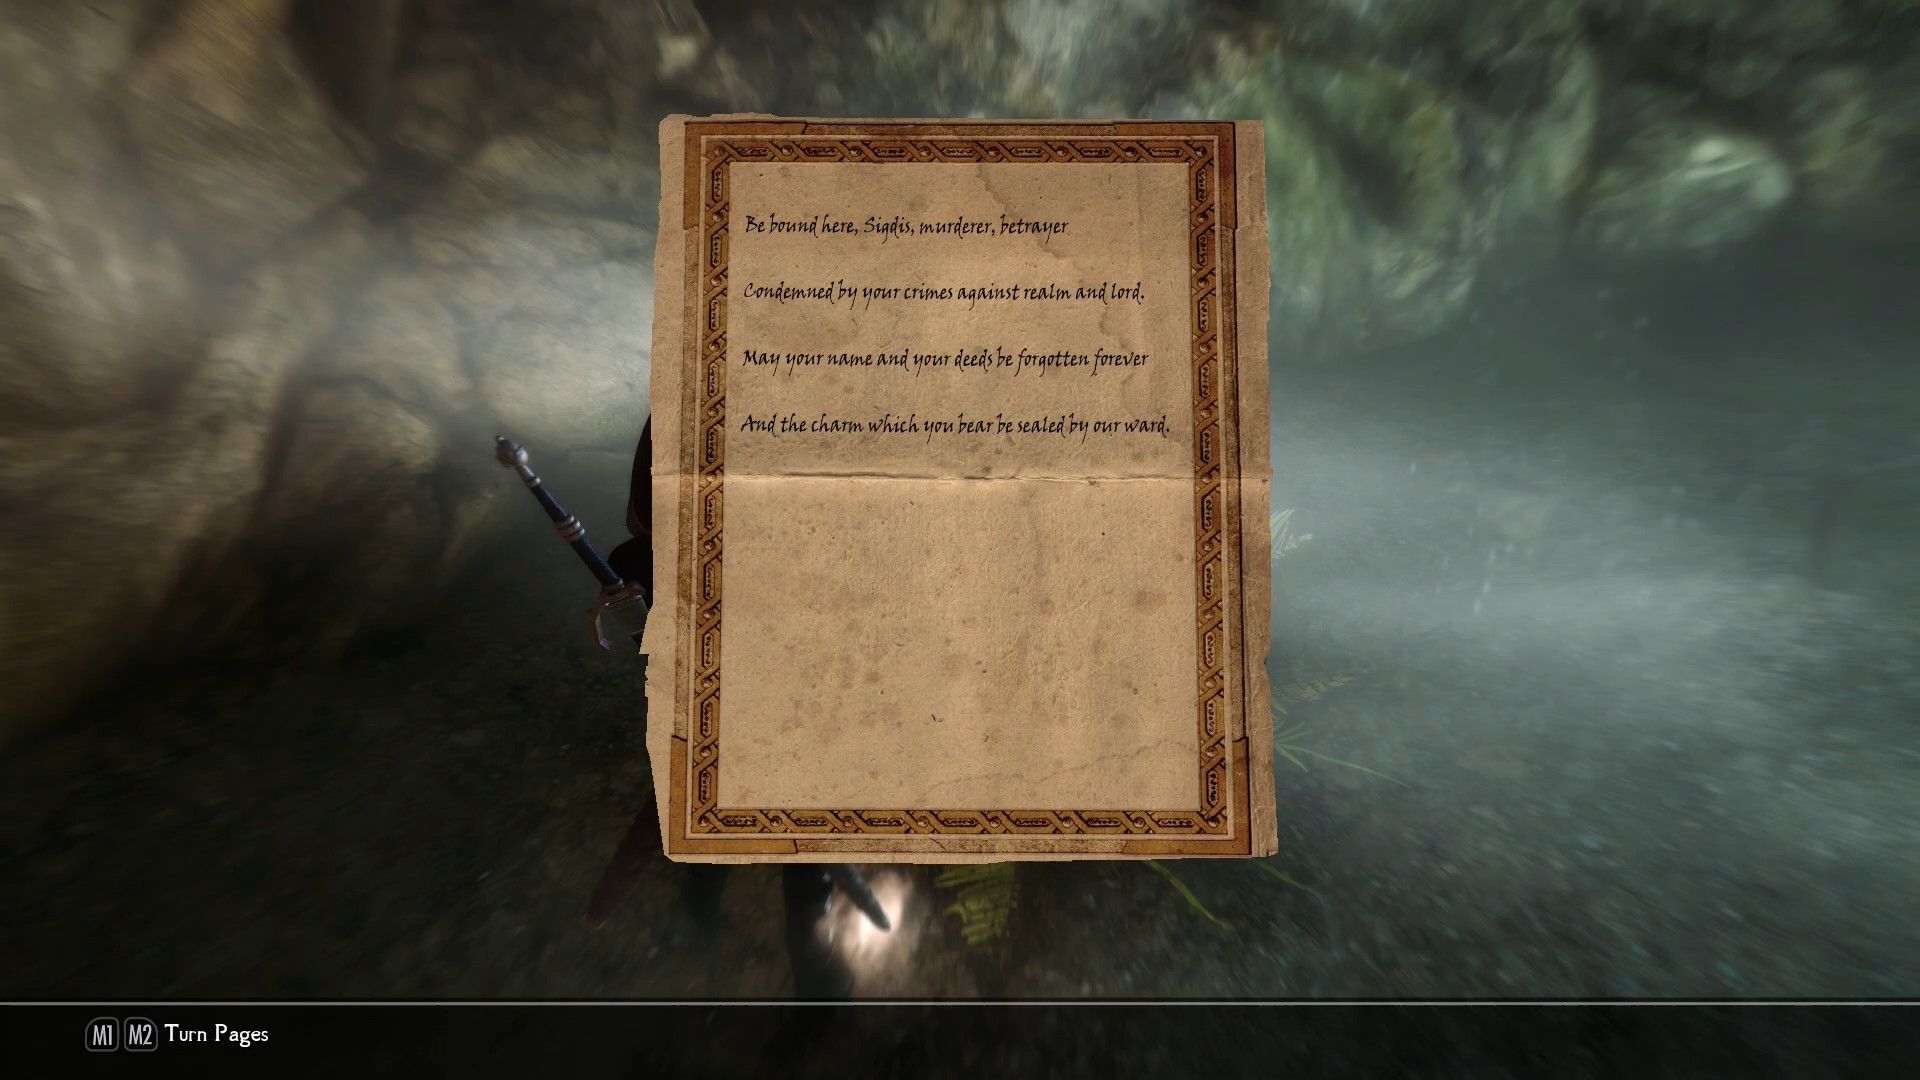 Be bound here, Sigdis, murderer, betrayer
Condemned by your crimes against realm and lord.
May your name and your deeds be forgotten forever
And the charm which you bear be sealed by our ward.
M1 M2 Turn Pages